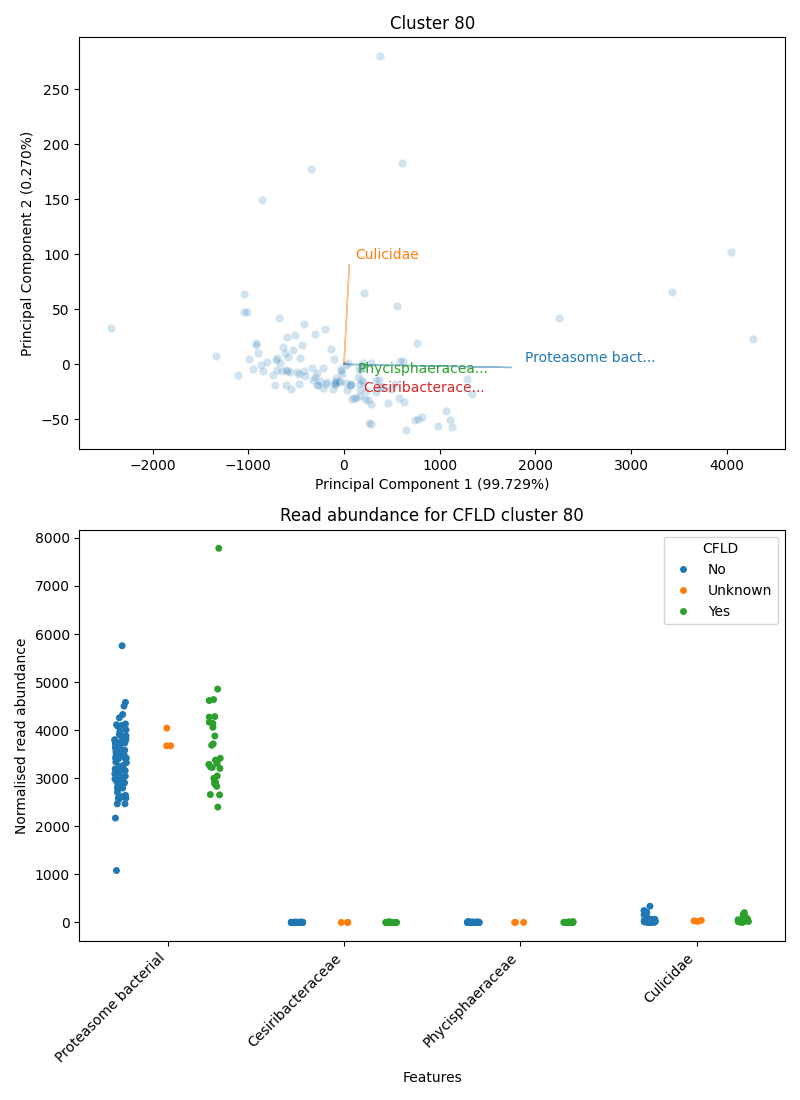 Cluster 80
Principal Component 2 (0.270%)
250
200
150
100
50
0
−50
Culicidae
Proteasome bact...
Phycisphaeracea...
Cesiribacterace...
−2000
−1000
0
1000
2000
3000
4000
Principal Component 1 (99.729%)
Read abundance for CFLD cluster 80
Normalised read abundance
8000
7000
6000
5000
4000
3000
2000
1000
0
CFLD
No
Unknown
Yes
Proteasome bacterial
Cesiribacteraceae
Phycisphaeraceae
Culicidae
Features